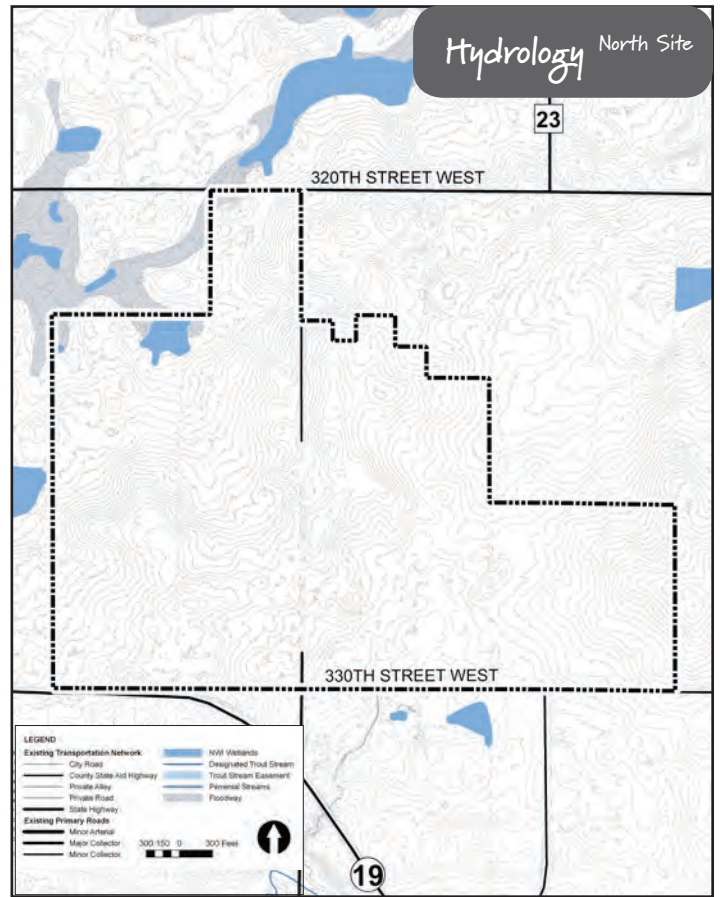 Hydrology North Site
23
320TH STREET WEST
330TH STREET WEST
LEGEND
Existing Transportation Network
City Road
County State Aid Highway
Private Alley
Private Road
State Highway
Existing Primary Roads
Minor Arterial
Major Collector
Minor Collector
NWI Wetlands
Designated Trout Stream
Trout Stream Easement
Perennial Streams
Floodway
300 150 0 300 Feet
19